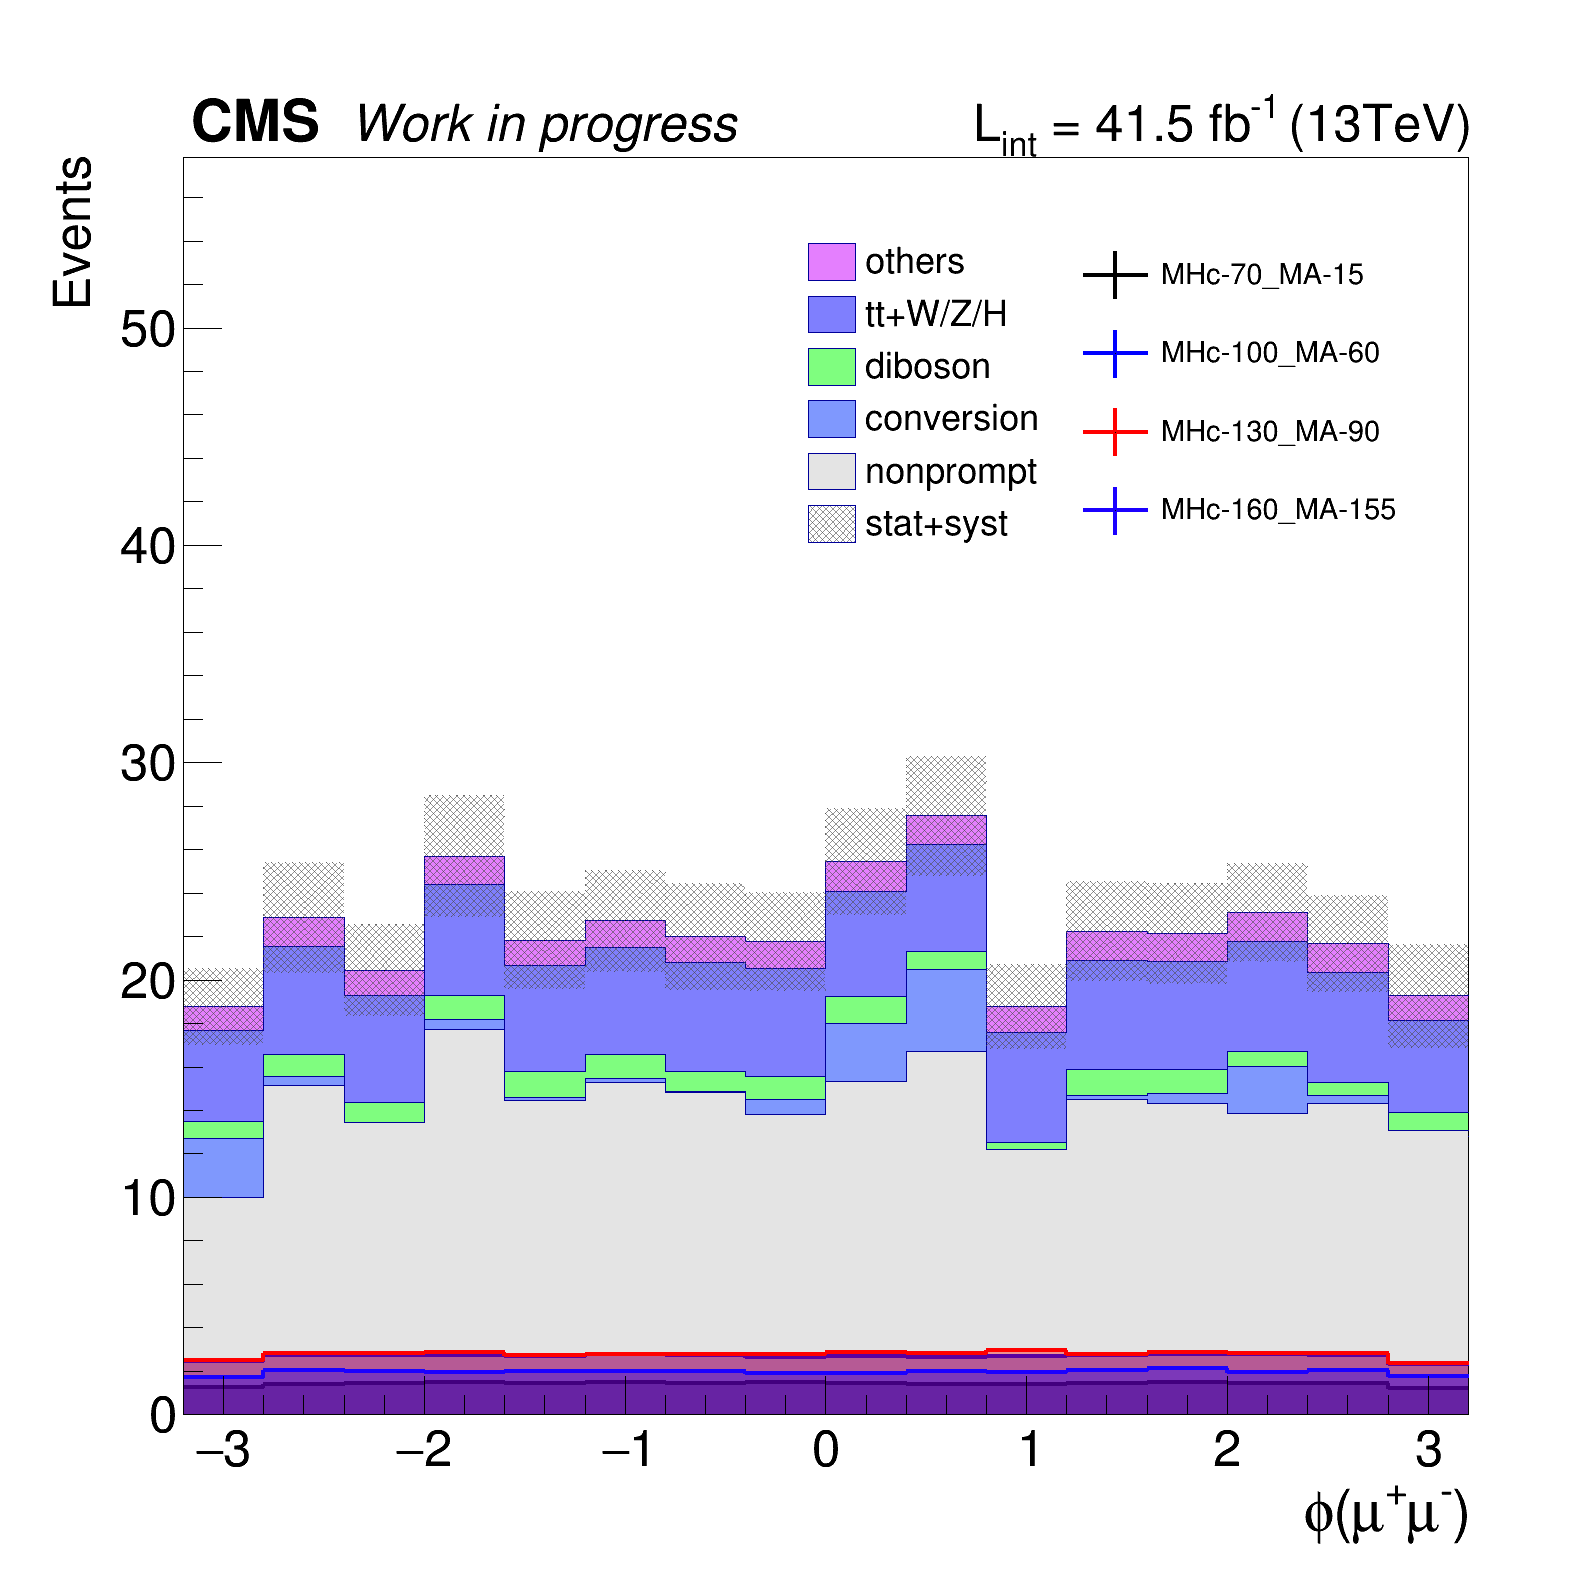 CMS Work in progress
L_int = 41.5 fb^-1 (13TeV)
Events
others
tt+W/Z/H
diboson
conversion
nonprompt
stat+syst
MHc-70_MA-15
MHc-100_MA-60
MHc-130_MA-90
MHc-160_MA-155
50
40
30
20
10
0
−3 −2 −1 0 1 2 3
ϕ(μ⁺μ⁻)